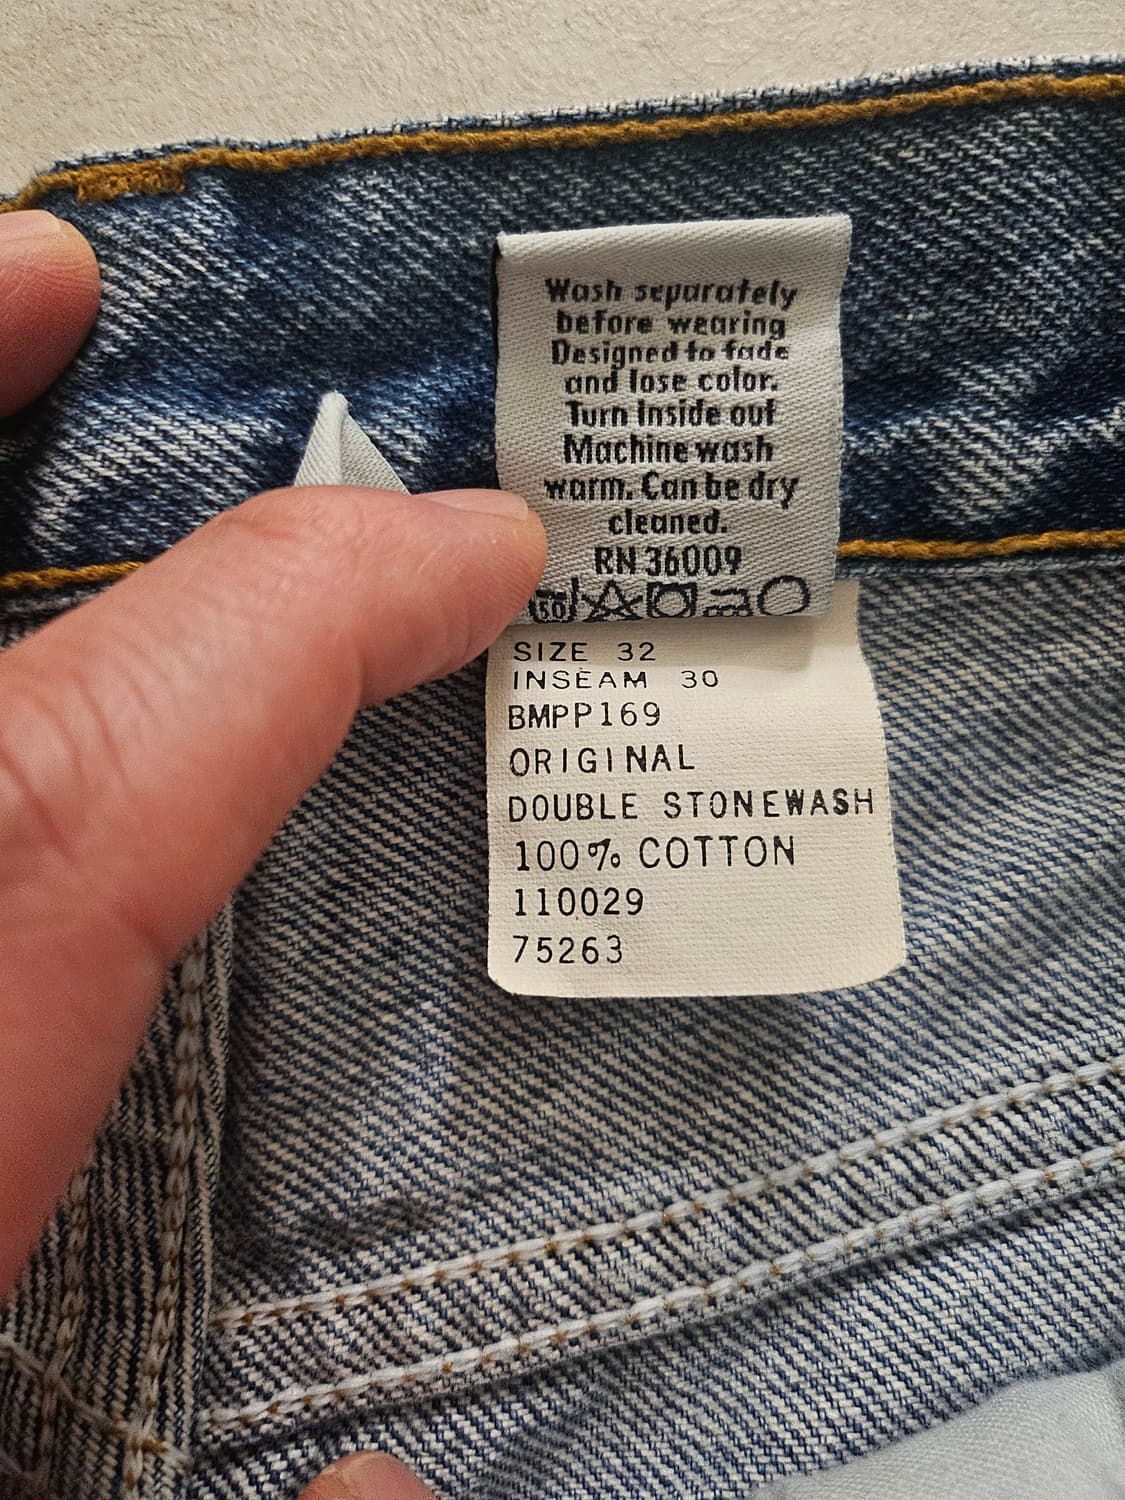 Wash separately
before wearing
Designed to fade
and lose color.
Turn Inside out
Machine wash
warm. Can be dry
cleaned.
RN 36009
50
SIZE 32
INSEAM 30
BMPP169
ORIGINAL
DOUBLE STONEWASH
100% COTTON
110029
75263